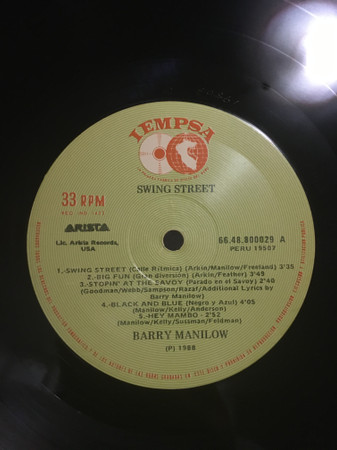 IEMPSA
SWING STREET
33 RPM
ARISTA
Lic. Arista Records,
USA
66.48.800029 A
PERU 19507
1.-SWING STREET (Calle Rítmica) (Arkin/Manilow/Freeland) 3'35
2.-BIG FUN (Gran diversión) (Arkin/Feather) 3'49
3.-STOPIN' AT THE SAVOY (Parado en el Savoy) 2'40
(Goodman/Webb/Sampson/Razaf/Additional Lyrics by
Barry Manilow)
4.-BLACK AND BLUE (Negro y Azul) 4'05
(Manilow/Kelly/Anderson)
5.-HEY MAMBO - 2'52
(Manilow/Kelly/Sussman/Feldman)
BARRY MANILOW
(P) 1988